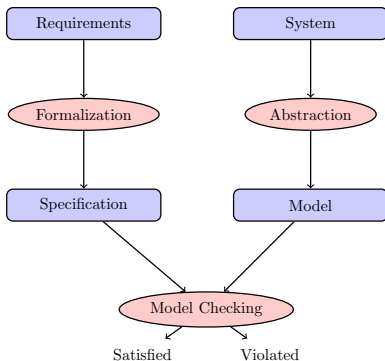 Requirements
System
Formalization
Abstraction
Specification
Model
Model Checking
Satisfied
Violated